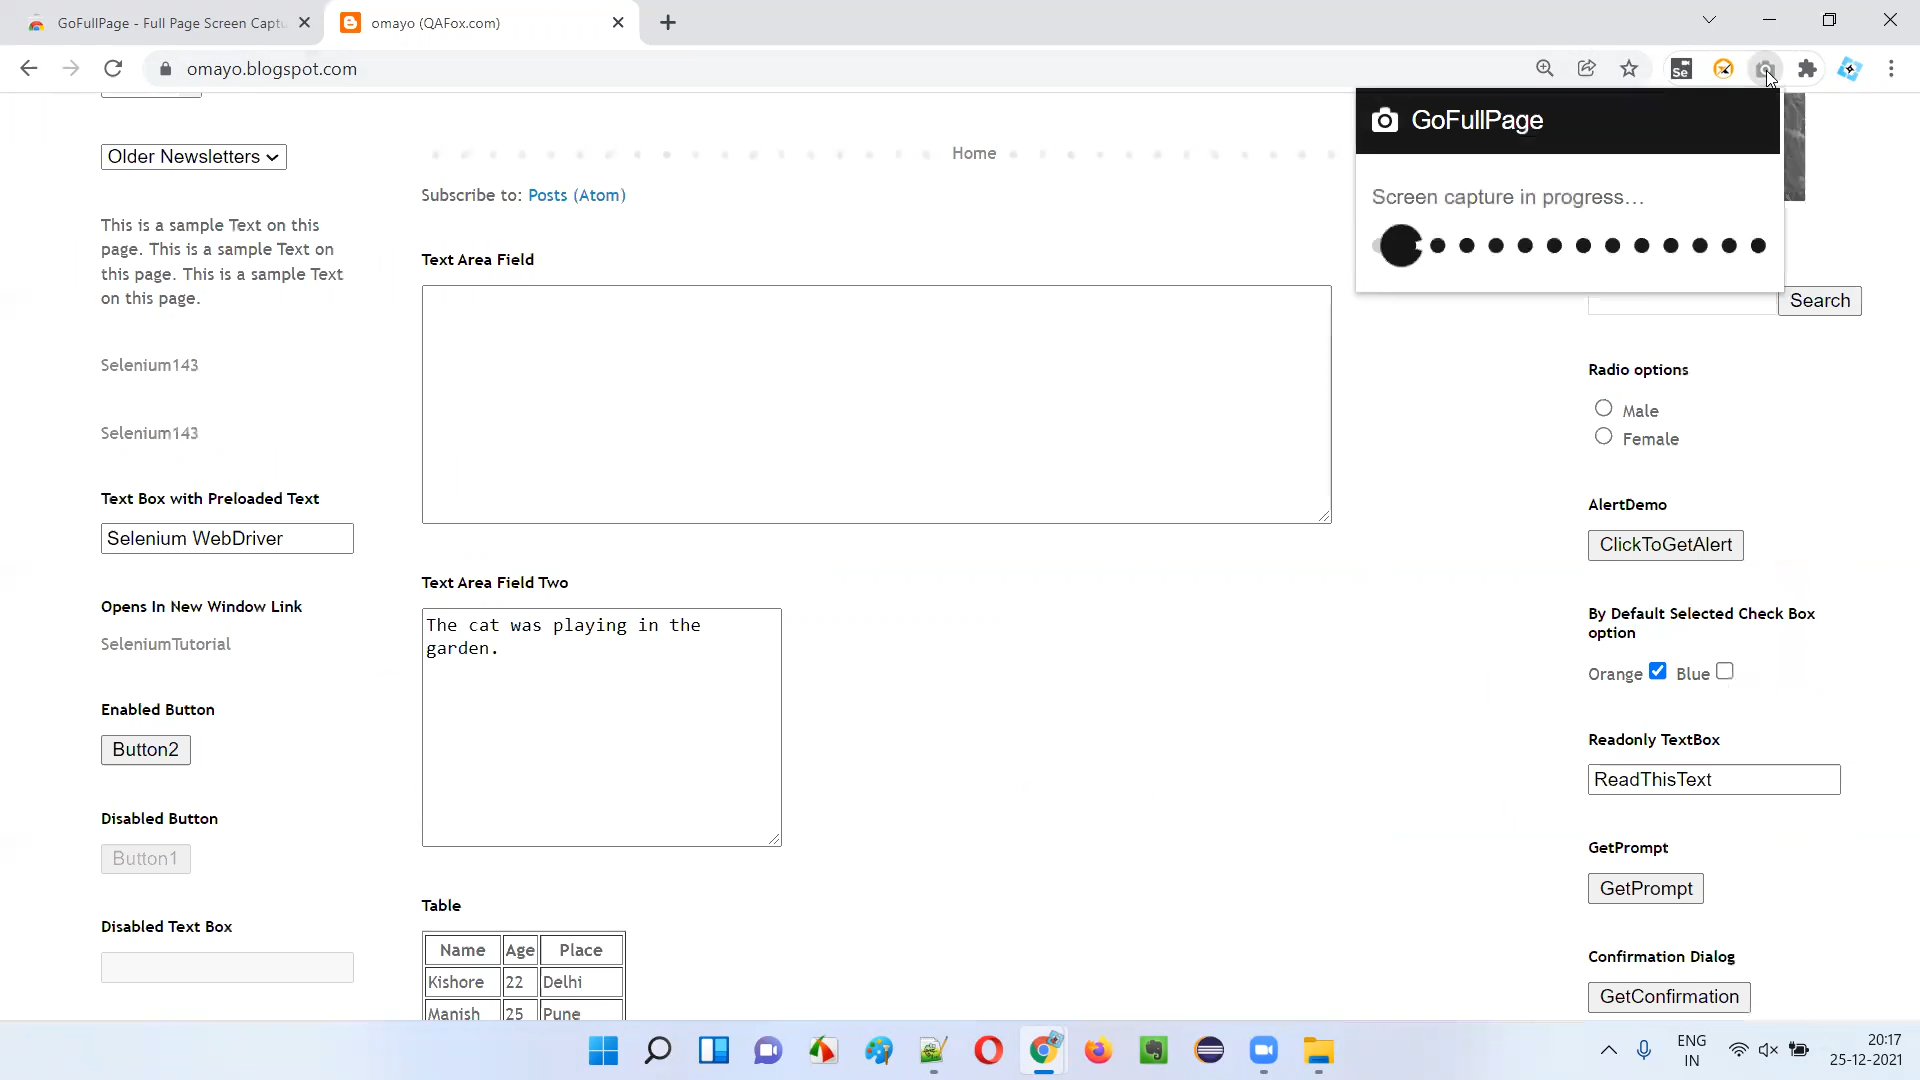 GoFullPage - Full Page Screen Captu
omayo (QAFox.com)
omayo.blogspot.com
GoFullPage
Screen capture in progress…
Older Newsletters
Home
Subscribe to: Posts (Atom)
This is a sample Text on this
page. This is a sample Text on
this page. This is a sample Text
on this page.
Selenium143
Selenium143
Text Box with Preloaded Text
Selenium WebDriver
Opens In New Window Link
SeleniumTutorial
Enabled Button
Button2
Disabled Button
Button1
Disabled Text Box
Text Area Field
Text Area Field Two
The cat was playing in the
garden.
Table
Name Age Place
Kishore 22 Delhi
Manish 25 Pune
Search
Radio options
Male
Female
AlertDemo
ClickToGetAlert
By Default Selected Check Box
option
Orange Blue
Readonly TextBox
ReadThisText
GetPrompt
GetPrompt
Confirmation Dialog
GetConfirmation
Se
ENG
IN
20:17
25-12-2021